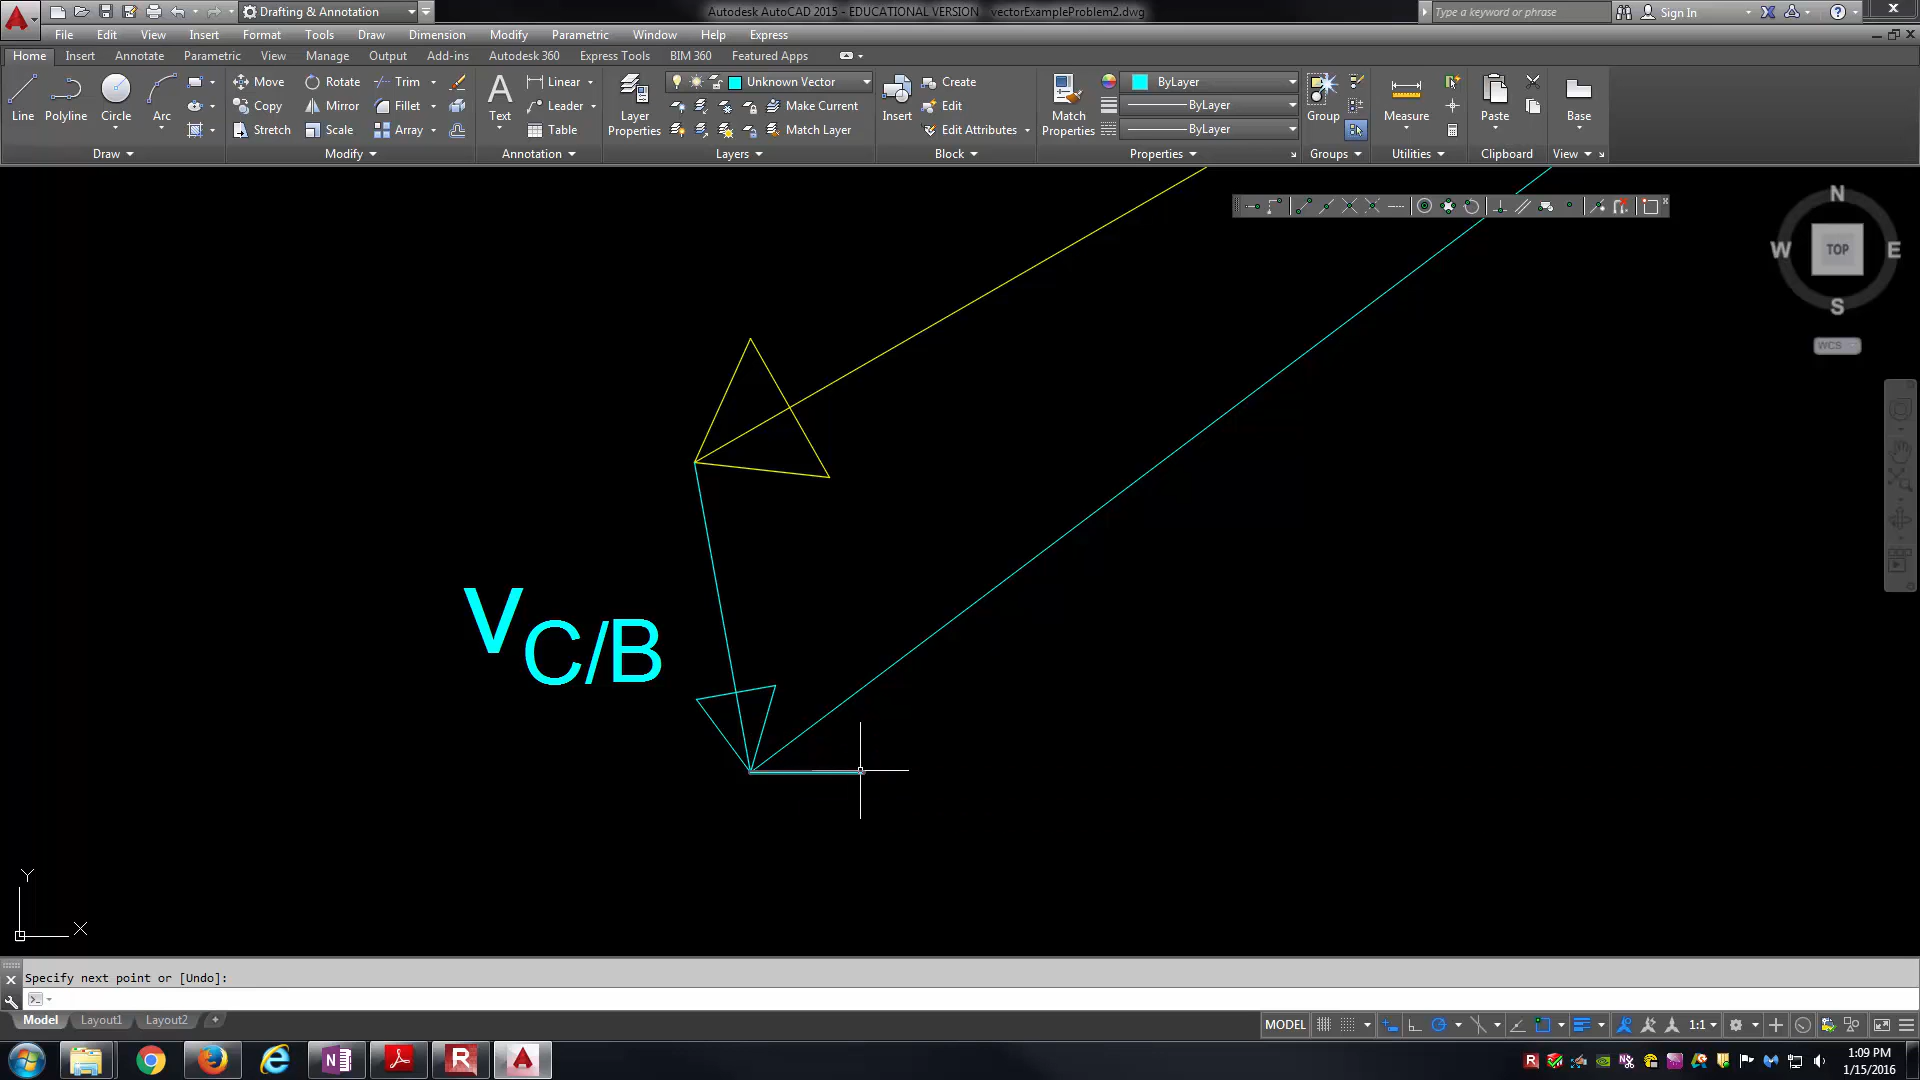 Drafting & Annotation
Autodesk AutoCAD 2015 - EDUCATIONAL VERSION vectorExampleProblem2.dwg
Type a keyword or phrase
Sign In
File Edit View Insert Format Tools Draw Dimension Modify Parametric Window Help Express
Home Insert Annotate Parametric View Manage Output Add-ins Autodesk 360 Express Tools BIM 360 Featured Apps
Line Polyline Circle Arc
Move Rotate Trim
Copy Mirror Fillet
Stretch Scale Array
Text
Linear
Leader
Table
Layer Properties
Unknown Vector
Make Current
Match Layer
Insert
Create
Edit
Edit Attributes
Match Properties
ByLayer
ByLayer
ByLayer
Group
Measure
Paste
Base
Draw Modify Annotation Layers Block Properties Groups Utilities Clipboard View
N
W TOP E
S
WCS
VC/B
Y
X
Specify next point or [Undo]:
Model Layout1 Layout2
MODEL
1:1
1:09 PM
1/15/2016